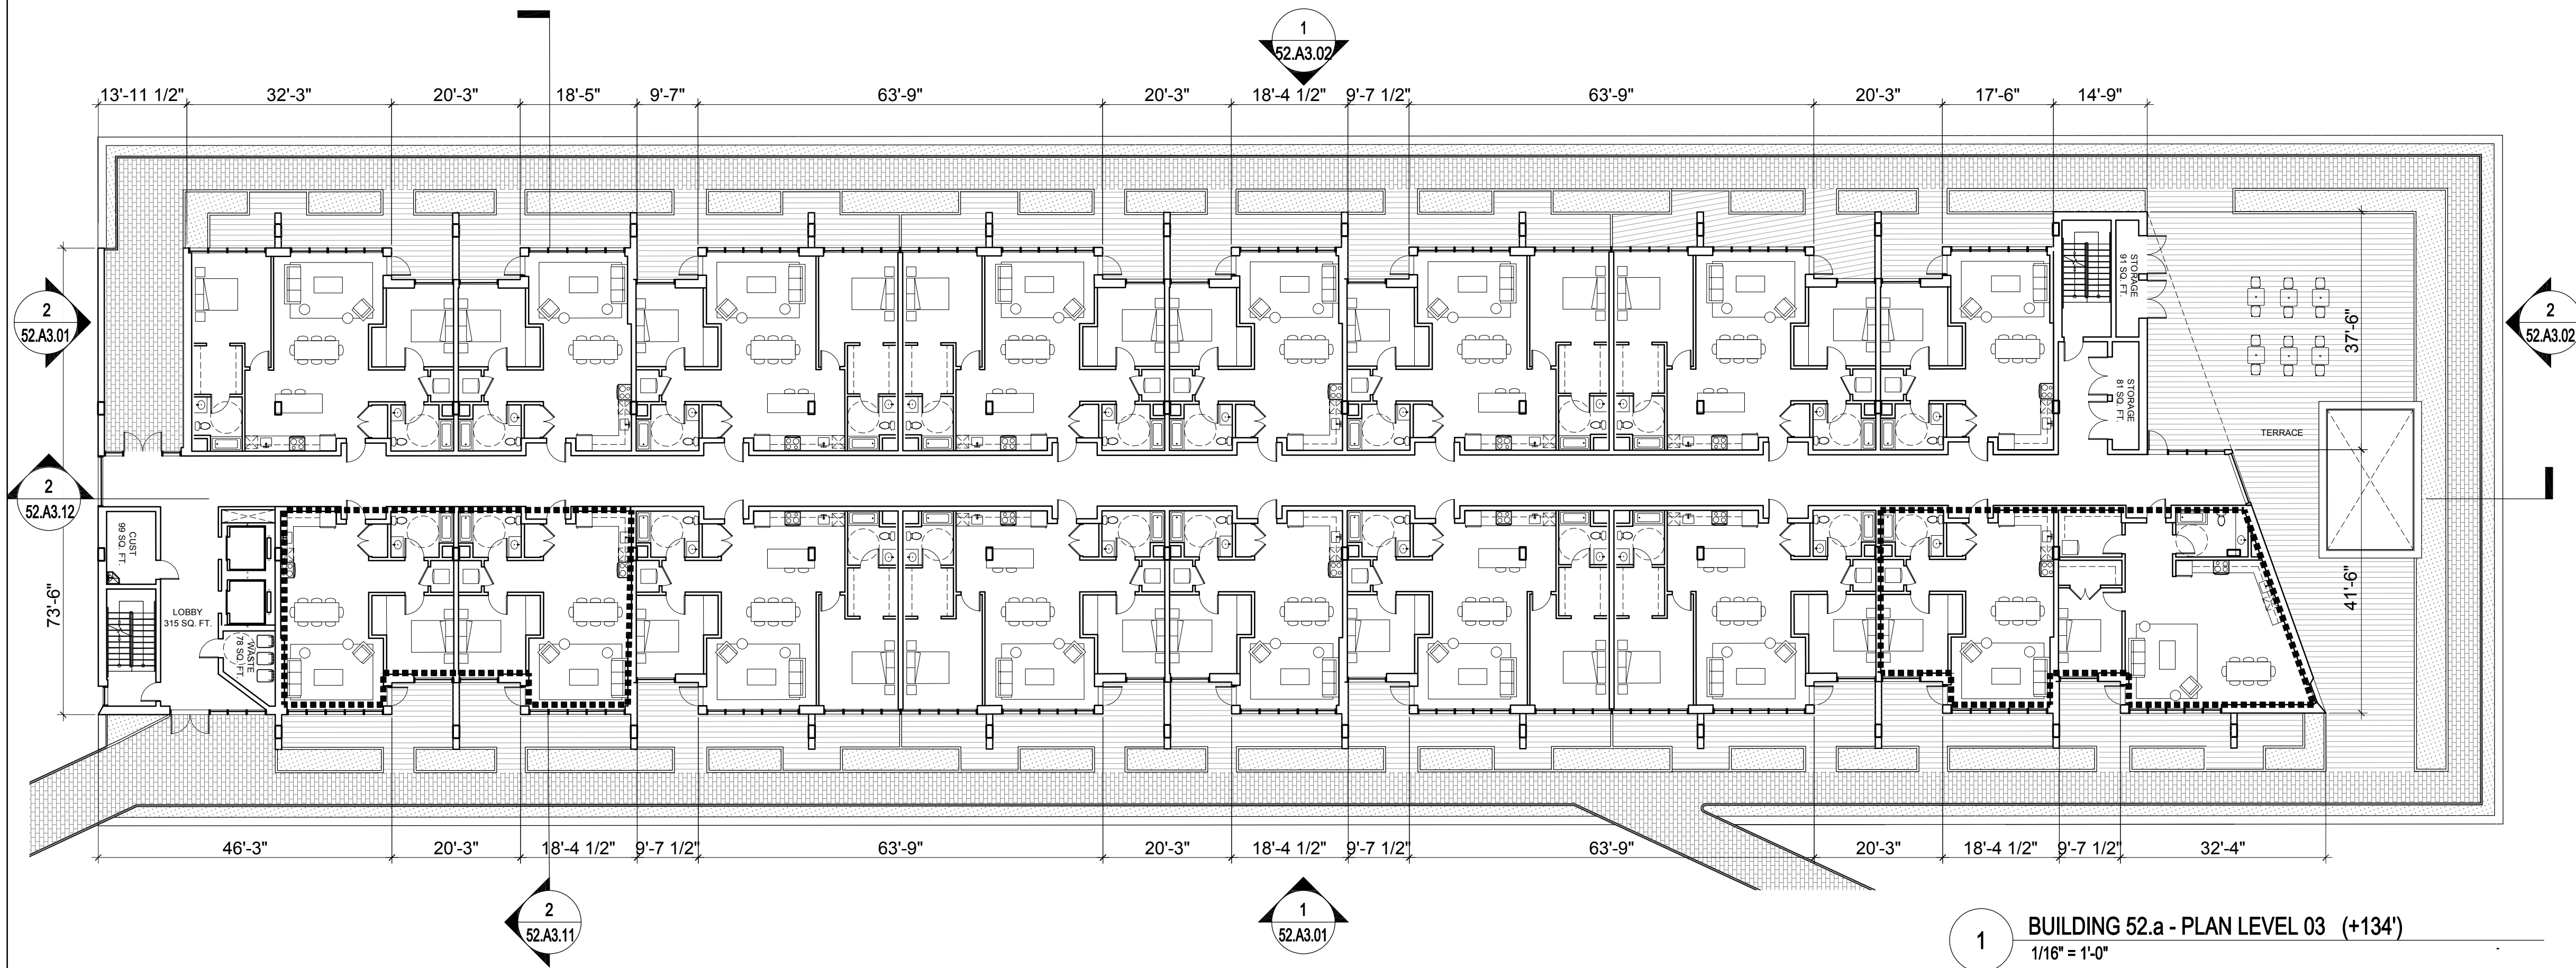 1
52.A3.02
13'-11 1/2" 32'-3" 20'-3" 18'-5" 9'-7" 63'-9" 20'-3" 18'-4 1/2" 9'-7 1/2" 63'-9" 20'-3" 17'-6" 14'-9"
2
52.A3.01
STORAGE
91 SQ. FT.
37'-6"
2
52.A3.02
STORAGE
81 SQ. FT.
TERRACE
2
52.A3.12
CUST
99 SQ. FT.
73'-6"
LOBBY
315 SQ. FT.
WASTE
78 SQ. FT
41'-6"
46'-3" 20'-3" 18'-4 1/2" 9'-7 1/2" 63'-9" 20'-3" 18'-4 1/2" 9'-7 1/2" 63'-9" 20'-3" 18'-4 1/2" 9'-7 1/2" 32'-4"
2
52.A3.11
1
52.A3.01
1
BUILDING 52.a - PLAN LEVEL 03 (+134')
1/16" = 1'-0"